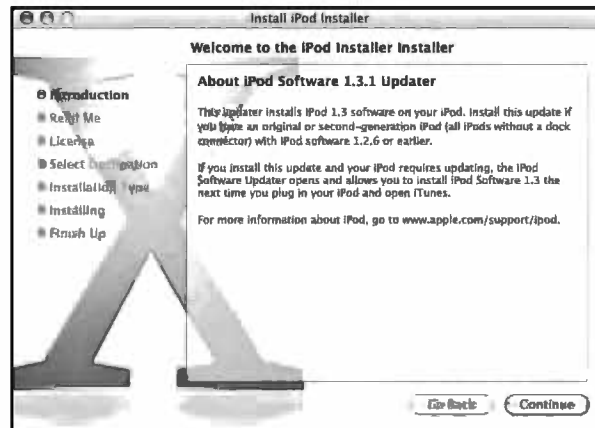 Install iPod Installer
Welcome to the iPod Installer Installer
Introduction
Read Me
License
Select Destination
Installation Type
Installing
Finish Up
About iPod Software 1.3.1 Updater
This updater installs iPod 1.3 software on your iPod. Install this update if
you have an original or second-generation iPod (all iPods without a dock
connector) with iPod software 1.2.6 or earlier.
If you install this update and your iPod requires updating, the iPod
Software Updater opens and allows you to install iPod Software 1.3 the
next time you plug in your iPod and open iTunes.
For more information about iPod, go to www.apple.com/support/ipod.
Go Back
Continue